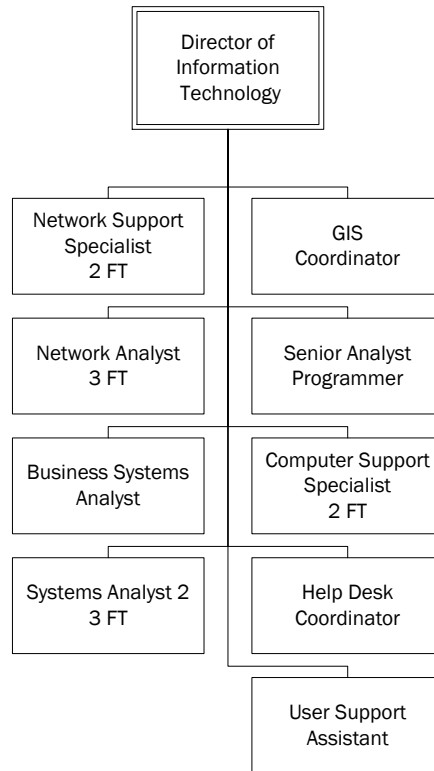 Director of
Information
Technology
Network Support
Specialist
2 FT
GIS
Coordinator
Network Analyst
3 FT
Senior Analyst
Programmer
Business Systems
Analyst
Computer Support
Specialist
2 FT
Systems Analyst 2
3 FT
Help Desk
Coordinator
User Support
Assistant